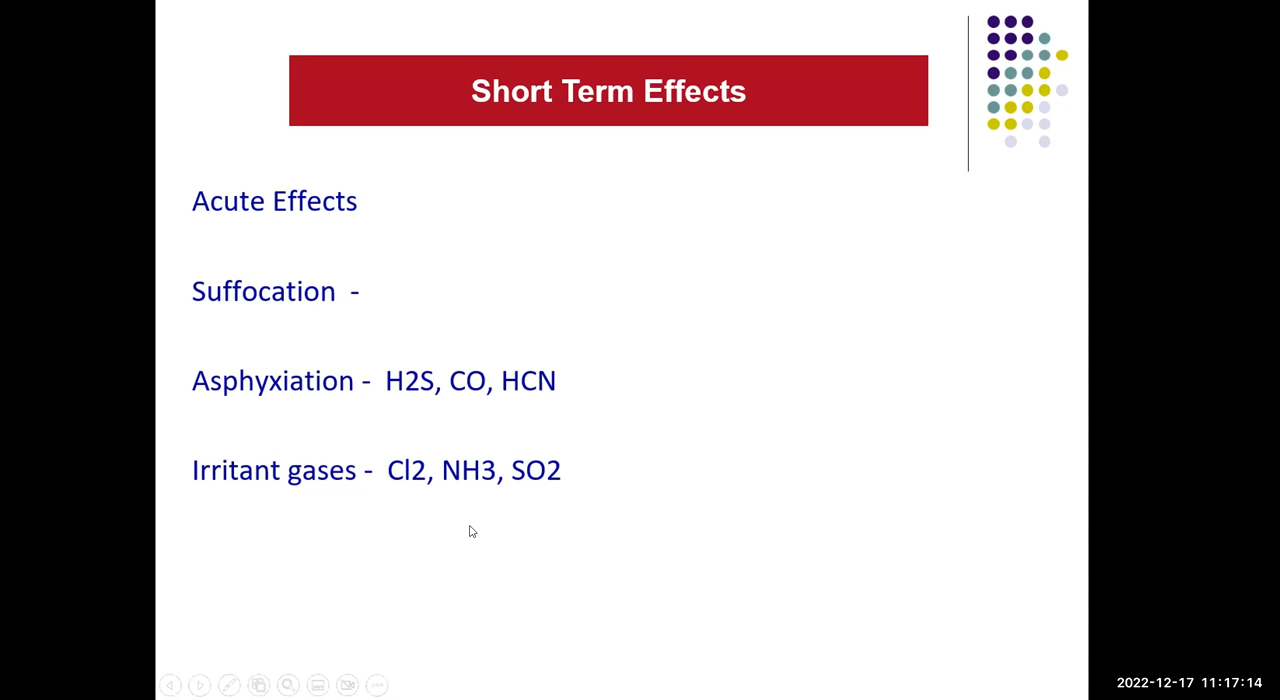 Short Term Effects
Acute Effects
Suffocation -
Asphyxiation - H2S, CO, HCN
Irritant gases - Cl2, NH3, SO2
2022-12-17 11:17:14